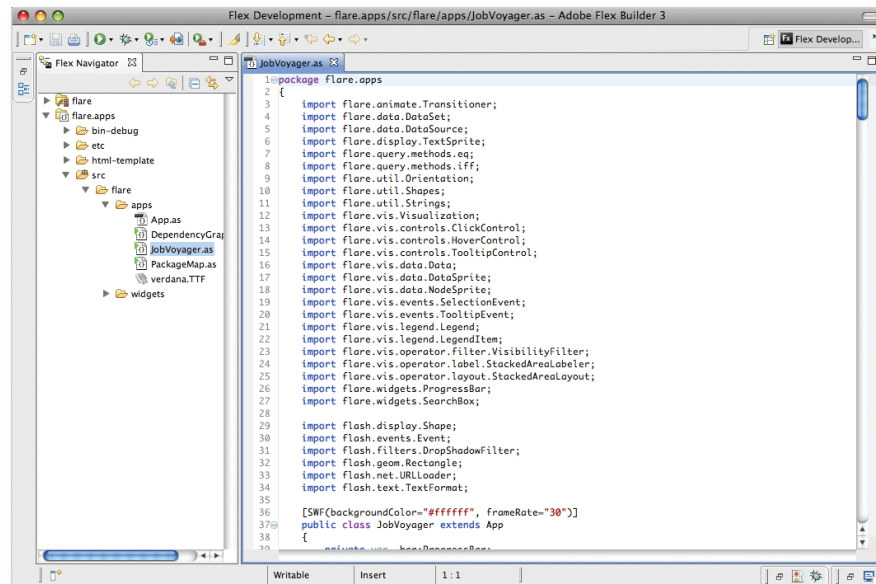 Flex Development – flare.apps/src/flare/apps/JobVoyager.as – Adobe Flex Builder 3
Flex Develop...
Flex Navigator
flare
flare.apps
bin-debug
etc
html-template
src
flare
apps
App.as
DependencyGrap
JobVoyager.as
PackageMap.as
verdana.TTF
widgets
JobVoyager.as
1 package flare.apps
2 {
3 import flare.animate.Transitioner;
4 import flare.data.DataSet;
5 import flare.data.DataSource;
6 import flare.display.TextSprite;
7 import flare.query.methods.eq;
8 import flare.query.methods.iff;
9 import flare.util.Orientation;
10 import flare.util.Shapes;
11 import flare.util.Strings;
12 import flare.vis.Visualization;
13 import flare.vis.controls.ClickControl;
14 import flare.vis.controls.HoverControl;
15 import flare.vis.controls.TooltipControl;
16 import flare.vis.data.Data;
17 import flare.vis.data.DataSprite;
18 import flare.vis.data.NodeSprite;
19 import flare.vis.events.SelectionEvent;
20 import flare.vis.events.TooltipEvent;
21 import flare.vis.legend.Legend;
22 import flare.vis.legend.LegendItem;
23 import flare.vis.operator.filter.VisibilityFilter;
24 import flare.vis.operator.label.StackedAreaLabeler;
25 import flare.vis.operator.layout.StackedAreaLayout;
26 import flare.widgets.ProgressBar;
27 import flare.widgets.SearchBox;
28
29 import flash.display.Shape;
30 import flash.events.Event;
31 import flash.filters.DropShadowFilter;
32 import flash.geom.Rectangle;
33 import flash.net.URLLoader;
34 import flash.text.TextFormat;
35
36 [SWF(backgroundColor="#ffffff", frameRate="30")]
37 public class JobVoyager extends App
38 {
39 private var _bar:ProgressBar;
Writable
Insert
1 : 1